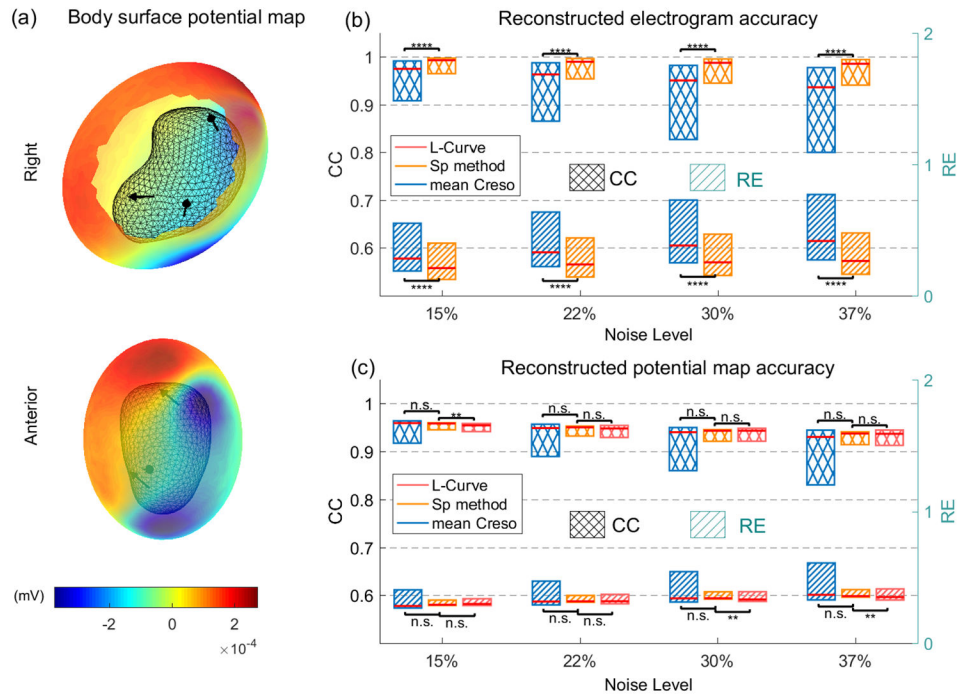 (a) Body surface potential map
Right
Anterior
(mV)
-2 0 2
×10⁻⁴
(b) Reconstructed electrogram accuracy
**** **** **** ****
1
0.9
0.8
0.7
0.6
CC
2
1
0
RE
L-Curve
Sp method
mean Creso
CC RE
**** **** **** ****
15% 22% 30% 37%
Noise Level
(c) Reconstructed potential map accuracy
n.s. ** n.s. n.s. n.s. n.s. n.s. n.s.
1
0.9
0.8
0.7
0.6
CC
2
1
0
RE
L-Curve
Sp method
mean Creso
CC RE
n.s. n.s. n.s. n.s. n.s. ** n.s. **
15% 22% 30% 37%
Noise Level